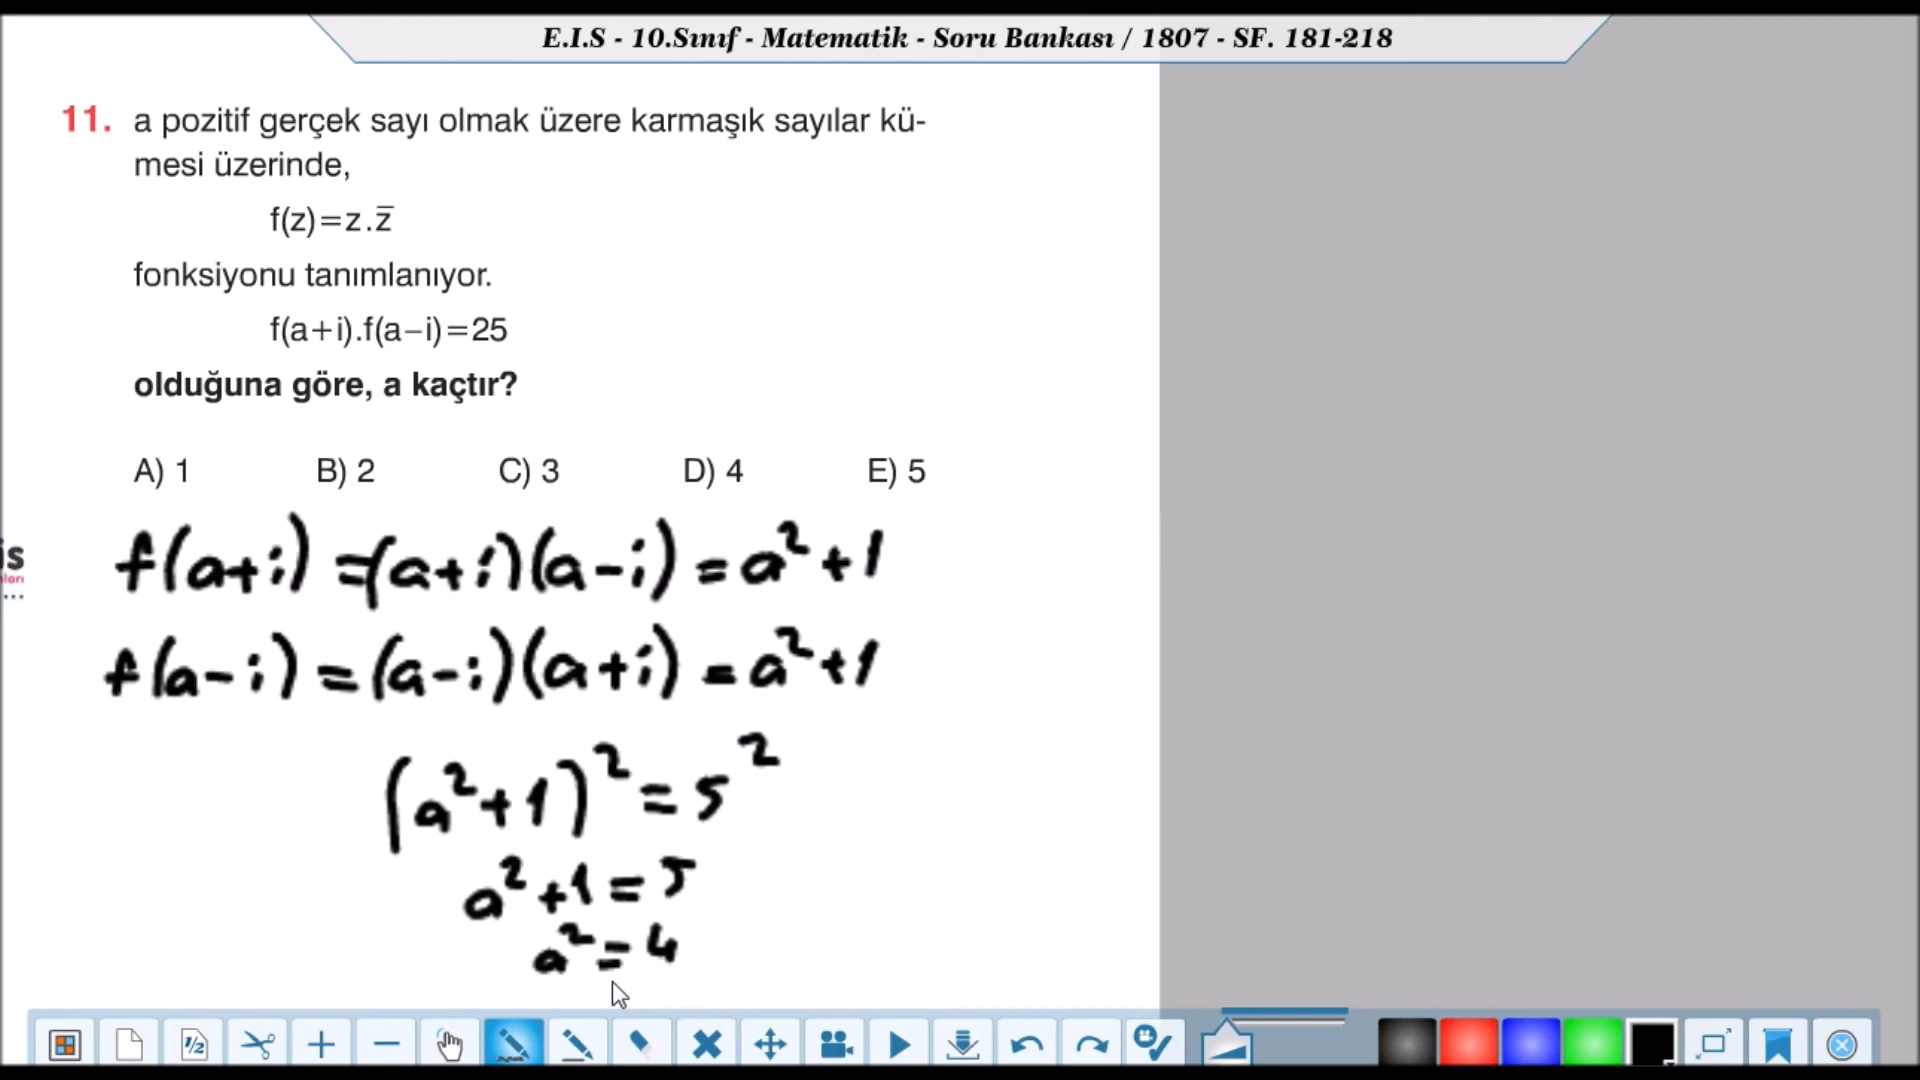 E.I.S - 10.Sınıf - Matematik - Soru Bankası / 1807 - SF. 181-218
11. a pozitif gerçek sayı olmak üzere karmaşık sayılar kü-
mesi üzerinde,
f(z)=z.z̅
fonksiyonu tanımlanıyor.
f(a+i).f(a−i)=25
olduğuna göre, a kaçtır?
A) 1 B) 2 C) 3 D) 4 E) 5
f(a+i) =(a+i)(a-i) = a²+1
f(a-i) = (a-i)(a+i) = a²+1
(a²+1)² = 5²
a²+1 = 5
a² = 4
1/2